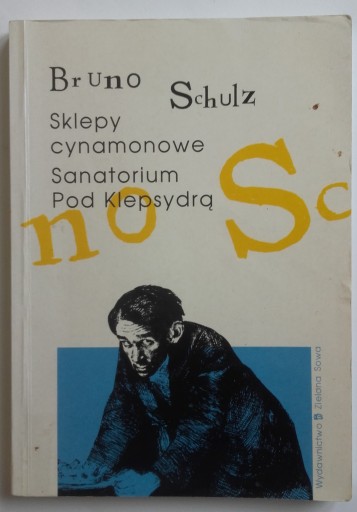 Bruno Schulz
Sklepy
cynamonowe
Sanatorium
Pod Klepsydrą
no Sc
Wydawnictwo Zielona Sowa